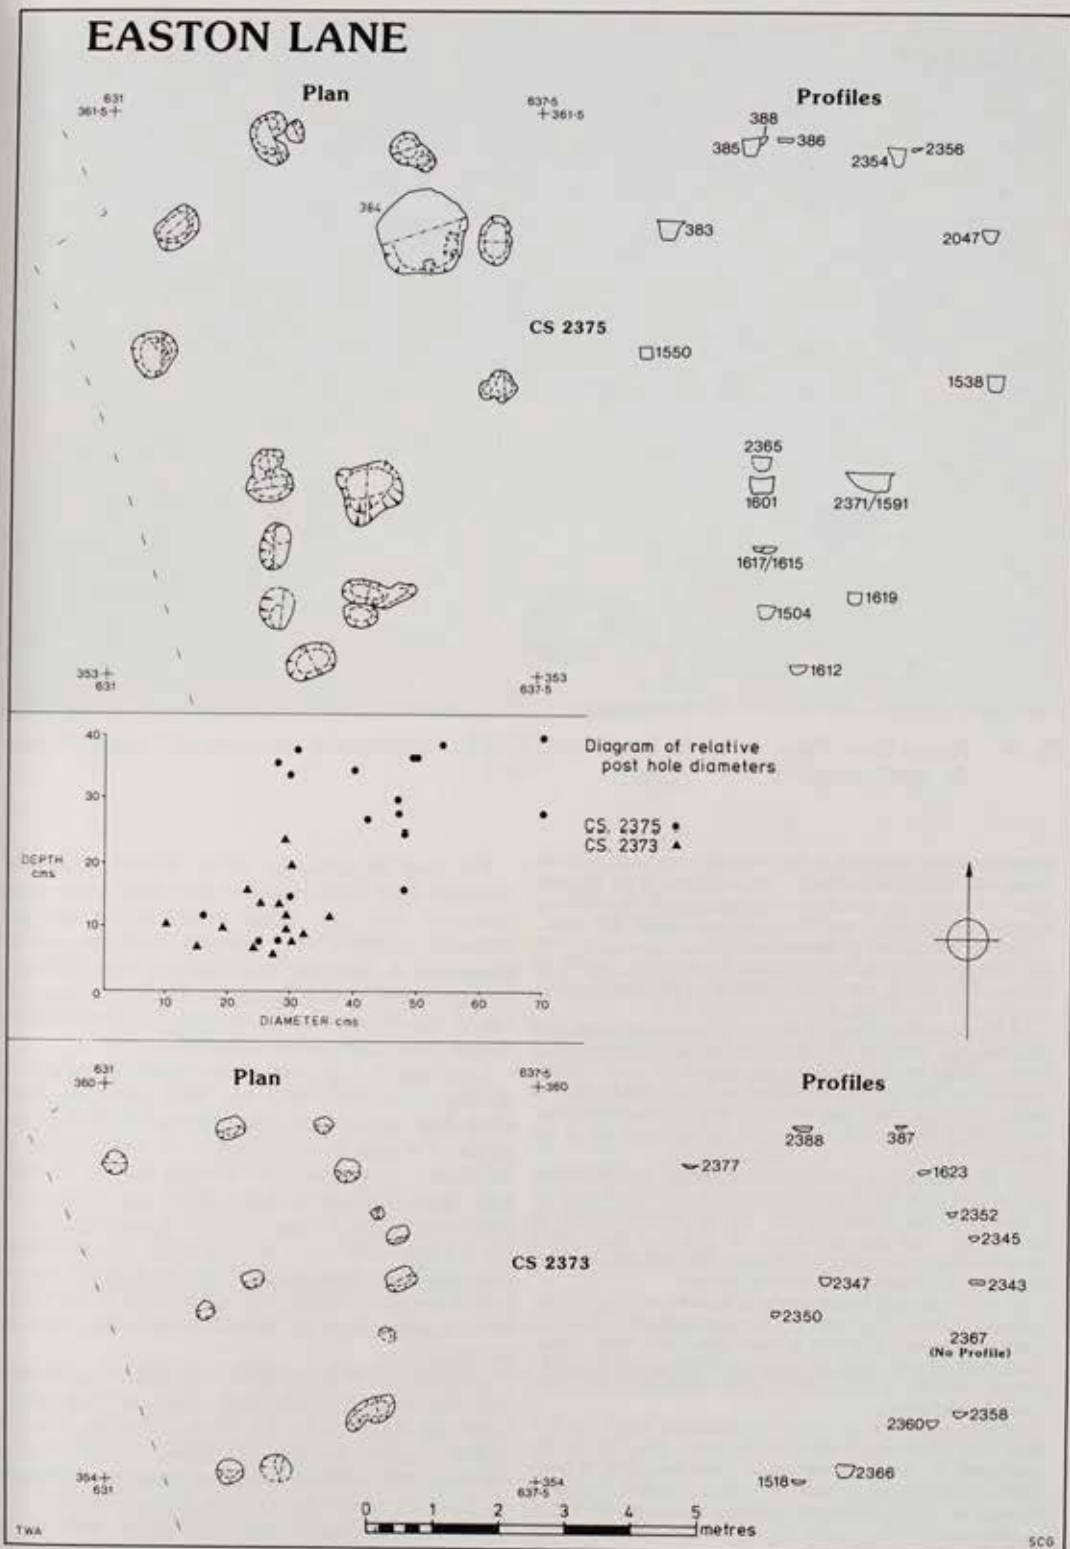 EASTON LANE
Plan
Profiles
631
361·5
637·5
361·5
388
385
386
2354
2356
364
383
2047
CS 2375
1550
1538
2365
1601
2371/1591
1617/1615
1619
1504
1612
353
631
353
637·5
40
30
20
10
0
DEPTH
cms
10 20 30 40 50 60 70
DIAMETER cms
Diagram of relative
post hole diameters
CS. 2375
CS. 2373
631
360
Plan
637·5
360
Profiles
2388
387
2377
1623
2352
2345
CS 2373
2347
2343
2350
2367
(No Profile)
2358
2360
354
631
354
637·5
1518
2366
0 1 2 3 4 5
metres
TWA
SCG